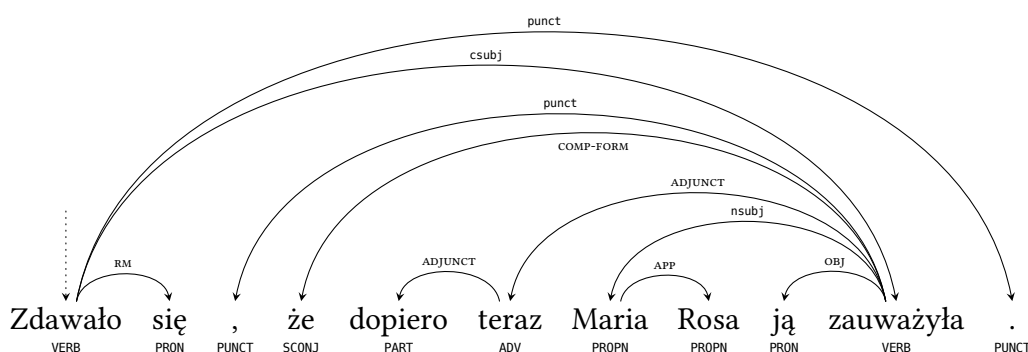 punct
csubj
punct
COMP-FORM
ADJUNCT
nsubj
RM ADJUNCT APP OBJ
Zdawało się , że dopiero teraz Maria Rosa ją zauważyła .
VERB PRON PUNCT SCONJ PART ADV PROPN PROPN PRON VERB PUNCT